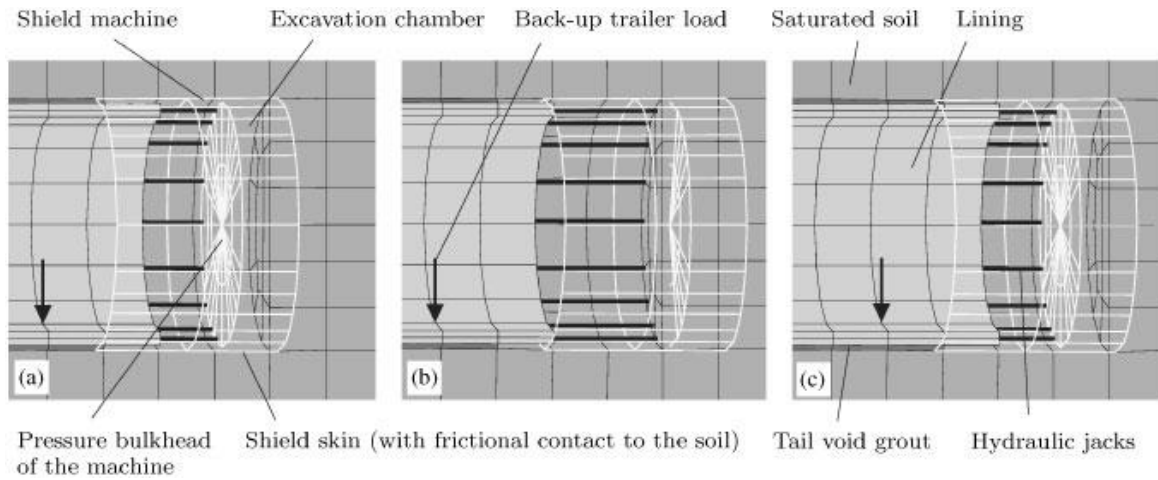 Shield machine Excavation chamber Back-up trailer load Saturated soil Lining
(a) (b) (c)
Pressure bulkhead Shield skin (with frictional contact to the soil) Tail void grout Hydraulic jacks
of the machine